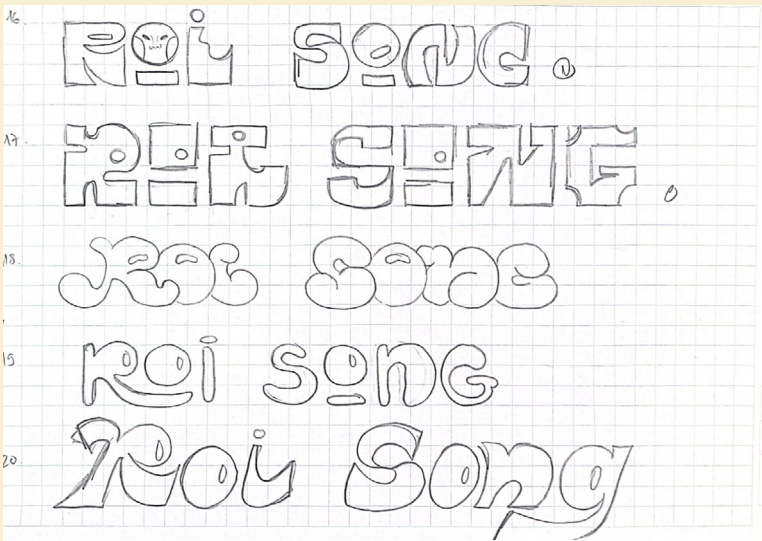 16. ROi SONG.
17. ROI SONG.
18. ROi SONG
19 ROi SONG
20. Roi Song